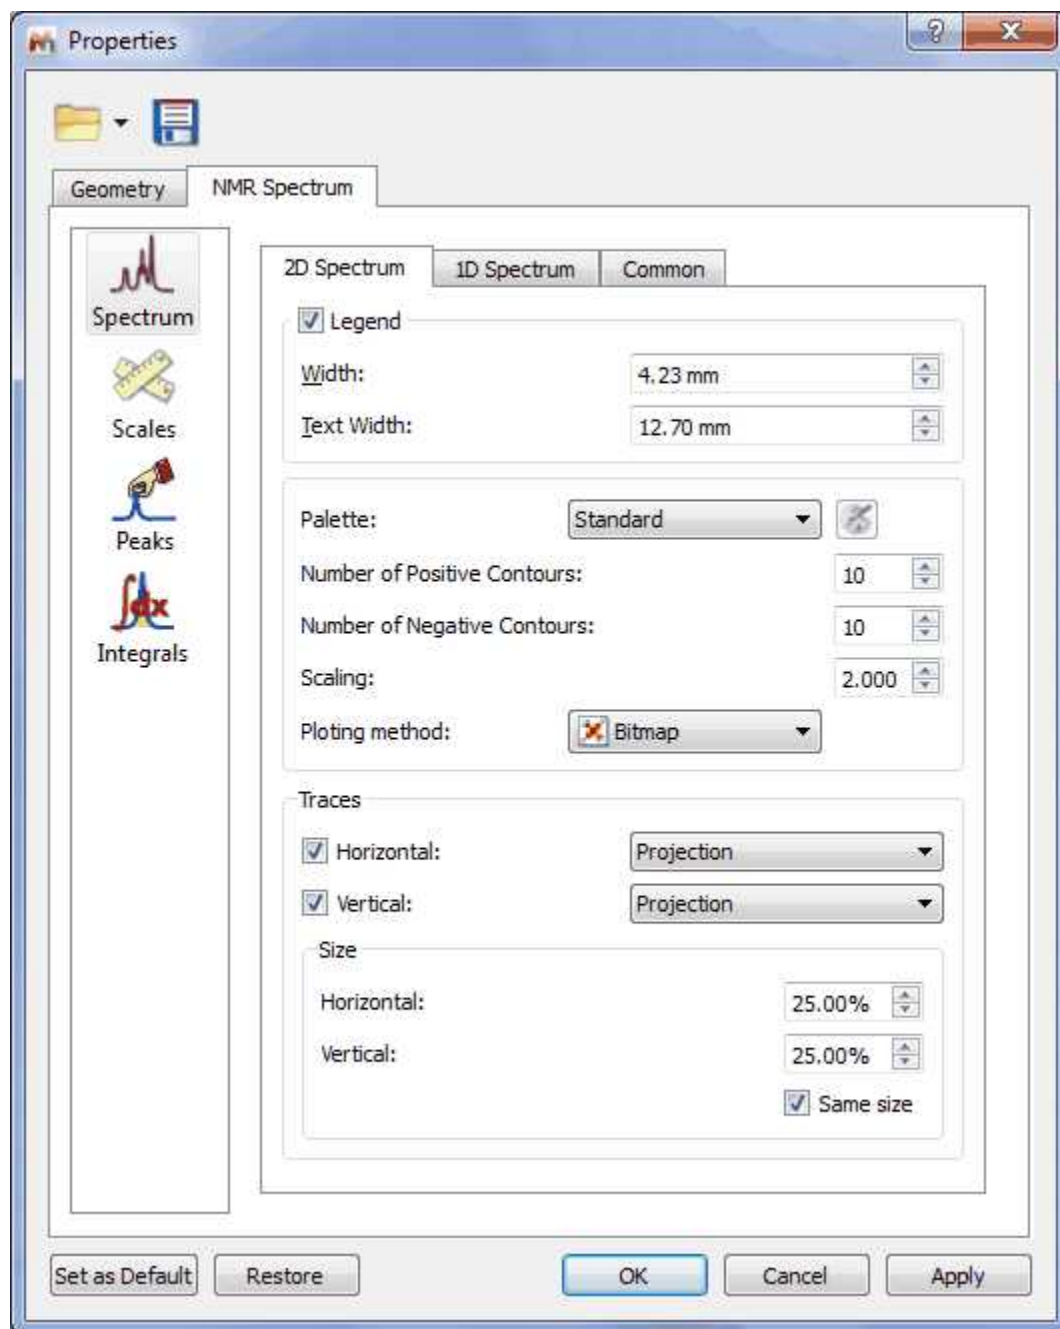 Properties
Geometry NMR Spectrum
Spectrum
Scales
Peaks
Integrals
2D Spectrum 1D Spectrum Common
Legend
Width: 4.23 mm
Text Width: 12.70 mm
Palette: Standard
Number of Positive Contours: 10
Number of Negative Contours: 10
Scaling: 2.000
Ploting method: Bitmap
Traces
Horizontal: Projection
Vertical: Projection
Size
Horizontal: 25.00%
Vertical: 25.00%
Same size
Set as Default Restore OK Cancel Apply